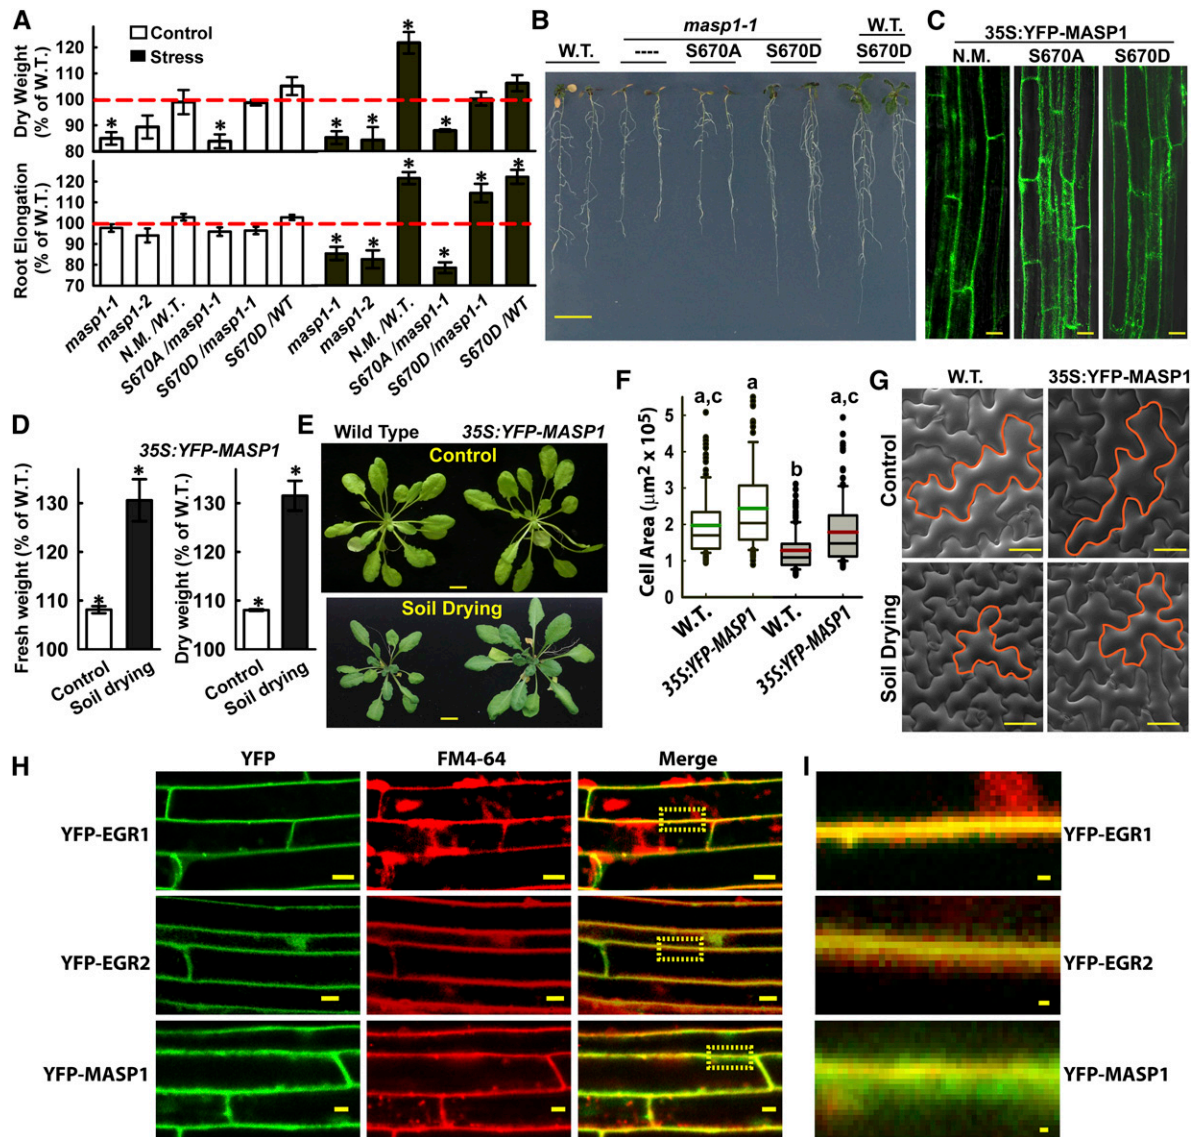 A
Control
Stress
Dry Weight
(% of W.T.)
120
110
100
90
80
* * * * * *
Root Elongation
(% of W.T.)
120
110
100
90
80
70
* * * * * *
masp1-1
masp1-2
N.M. /W.T.
S670A /masp1-1
S670D /masp1-1
S670D /WT
masp1-1
masp1-2
N.M. /W.T.
S670A /masp1-1
S670D /masp1-1
S670D /WT
B
masp1-1
W.T.
W.T.
----
S670A
S670D
S670D
C
35S:YFP-MASP1
N.M.
S670A
S670D
D
35S:YFP-MASP1
Fresh weight (% of W.T.)
130
120
110
100
* *
Control
Soil drying
Dry weight (% of W.T.)
130
120
110
100
* *
Control
Soil drying
E
Wild Type
35S:YFP-MASP1
Control
Soil Drying
F
Cell Area (μm² x 10⁵)
5
4
3
2
1
0
a,c
a
b
a,c
W.T.
35S:YFP-MASP1
W.T.
35S:YFP-MASP1
G
W.T.
35S:YFP-MASP1
Control
Soil Drying
H
YFP
FM4-64
Merge
YFP-EGR1
YFP-EGR2
YFP-MASP1
I
YFP-EGR1
YFP-EGR2
YFP-MASP1